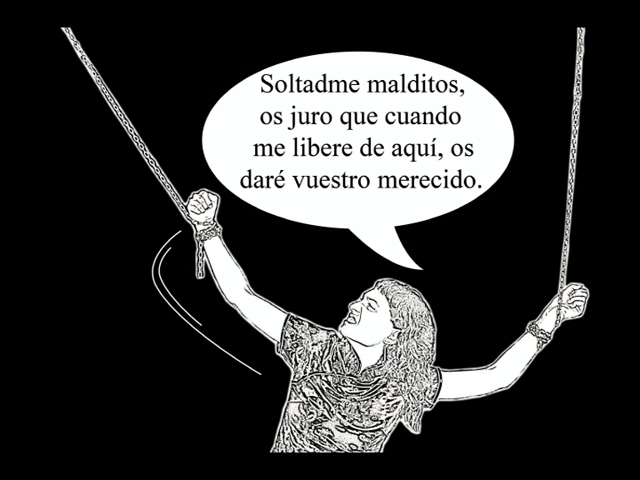 Soltadme malditos,
os juro que cuando
me libere de aquí, os
daré vuestro merecido.